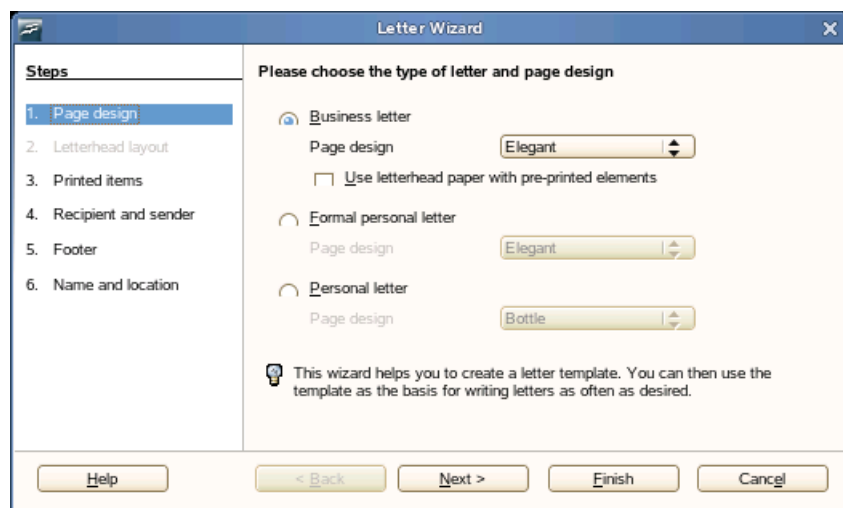 Letter Wizard
Steps
1. Page design
2. Letterhead layout
3. Printed items
4. Recipient and sender
5. Footer
6. Name and location
Please choose the type of letter and page design
Business letter
Page design Elegant
Use letterhead paper with pre-printed elements
Formal personal letter
Page design Elegant
Personal letter
Page design Bottle
This wizard helps you to create a letter template. You can then use the
template as the basis for writing letters as often as desired.
Help < Back Next > Finish Cancel